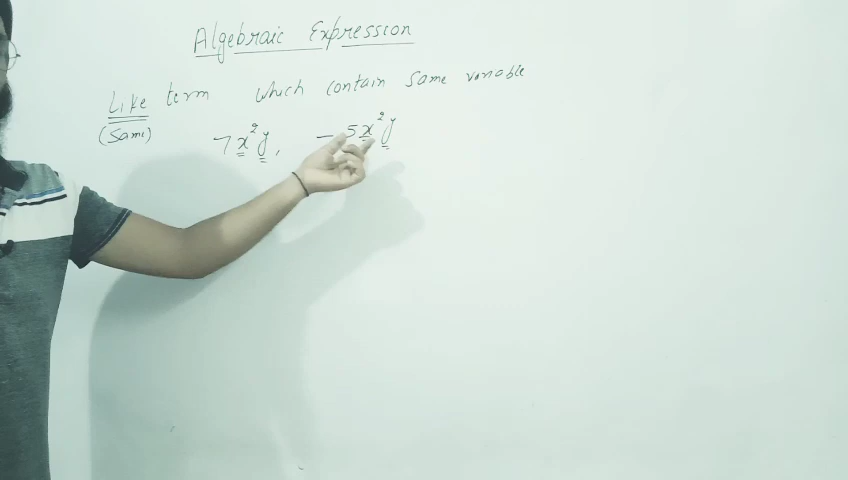 Algebraic Expression
Like term which contain same variable
(Same)
7x²y, -5x²y